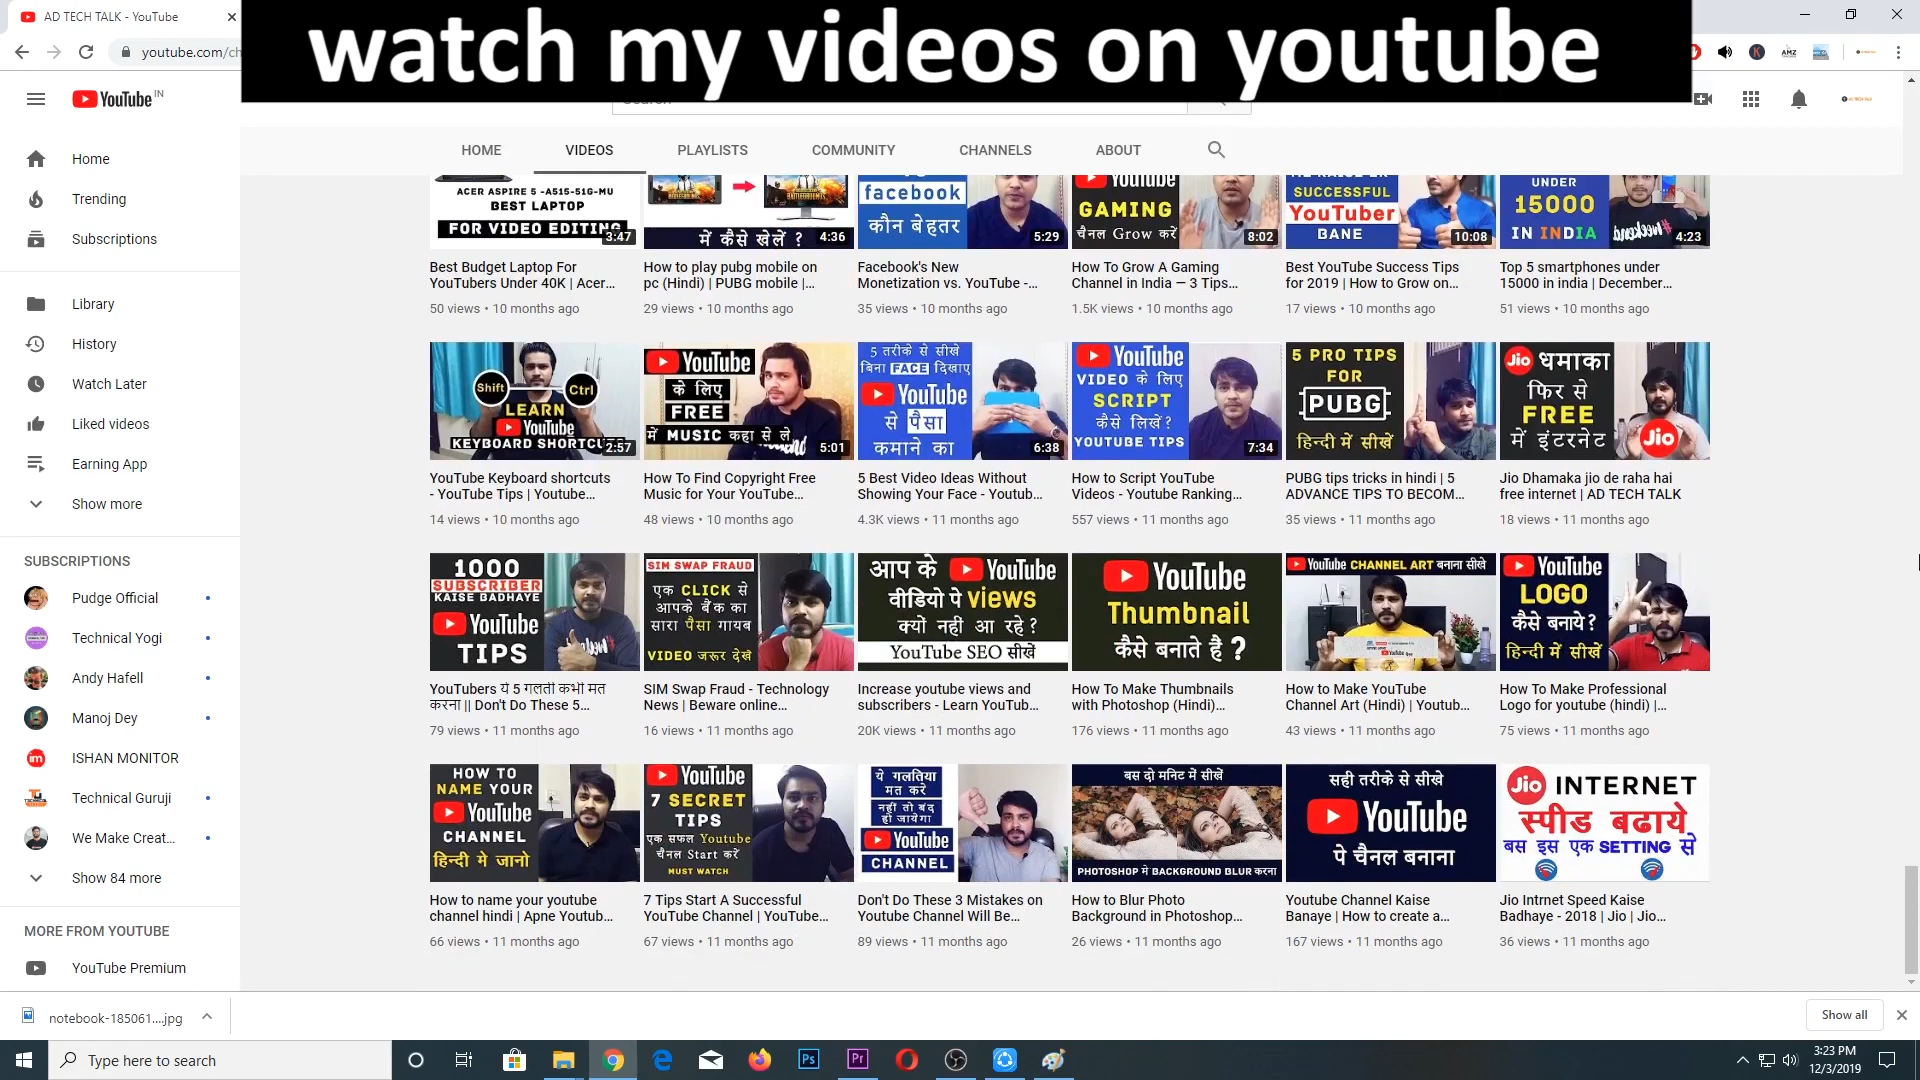 AD TECH TALK - YouTube
watch my videos on youtube
youtube.com/ch
AMZ
YouTube IN
HOME
VIDEOS
PLAYLISTS
COMMUNITY
CHANNELS
ABOUT
Home
Trending
Subscriptions
Library
History
Watch Later
Liked videos
Earning App
Show more
SUBSCRIPTIONS
Pudge Official
Technical Yogi
Andy Hafell
Manoj Dey
ISHAN MONITOR
Technical Guruji
We Make Creat...
Show 84 more
MORE FROM YOUTUBE
YouTube Premium
ACER ASPIRE 5 -A515-51G-MU
BEST LAPTOP
FOR VIDEO EDITING
3:47
Best Budget Laptop For
YouTubers Under 40K | Acer...
50 views • 10 months ago
में कैसे खेलें ?
4:36
How to play pubg mobile on
pc (Hindi) | PUBG mobile |...
29 views • 10 months ago
facebook
कौन बेहतर
5:29
Facebook's New
Monetization vs. YouTube -...
35 views • 10 months ago
YouTube
GAMING
चैनल Grow करें
8:02
How To Grow A Gaming
Channel in India — 3 Tips...
1.5K views • 10 months ago
SUCCESSFUL
YouTuber
BANE
10:08
Best YouTube Success Tips
for 2019 | How to Grow on...
17 views • 10 months ago
UNDER
15000
IN INDIA
4:23
Top 5 smartphones under
15000 in india | December...
51 views • 10 months ago
Shift
Ctrl
LEARN
YouTube
KEYBOARD SHORTCU
2:57
YouTube Keyboard shortcuts
- YouTube Tips | Youtube...
14 views • 10 months ago
YouTube
के लिए
FREE
में MUSIC कहा से ले
5:01
How To Find Copyright Free
Music for Your YouTube...
48 views • 10 months ago
5 तरीके से सीखे
बिना FACE दिखाए
YouTube
से पैसा
कमाने का
6:38
5 Best Video Ideas Without
Showing Your Face - Youtub...
4.3K views • 11 months ago
YouTube
VIDEO के लिए
SCRIPT
कैसे लिखें?
YOUTUBE TIPS
7:34
How to Script YouTube
Videos - Youtube Ranking...
557 views • 11 months ago
5 PRO TIPS
FOR
PUBG
हिन्दी में सीखें
PUBG tips tricks in hindi | 5
ADVANCE TIPS TO BECOM...
35 views • 11 months ago
Jio धमाका
फिर से
FREE
में इंटरनेट
Jio
Jio Dhamaka jio de raha hai
free internet | AD TECH TALK
18 views • 11 months ago
1000
SUBSCRIBER
KAISE BADHAYE
YouTube
TIPS
YouTubers ये 5 गलती कभी मत
करना || Don't Do These 5...
79 views • 11 months ago
SIM SWAP FRAUD
एक CLICK से
आपके बैंक का
सारा पैसा गायब
VIDEO जरूर देखे
SIM Swap Fraud - Technology
News | Beware online...
16 views • 11 months ago
आप के YouTube
वीडियो पे views
क्यों नही आ रहे ?
YouTube SEO सीखें
Increase youtube views and
subscribers - Learn YouTub...
20K views • 11 months ago
YouTube
Thumbnail
कैसे बनाते है ?
How To Make Thumbnails
with Photoshop (Hindi)...
176 views • 11 months ago
YouTube CHANNEL ART बनाना सीखे
How to Make YouTube
Channel Art (Hindi) | Youtub...
43 views • 11 months ago
YouTube
LOGO
कैसे बनाये?
हिन्दी में सीखें
How To Make Professional
Logo for youtube (hindi) |...
75 views • 11 months ago
HOW TO
NAME YOUR
YouTube
CHANNEL
हिन्दी मे जानो
How to name your youtube
channel hindi | Apne Youtub...
66 views • 11 months ago
YouTube
7 SECRET
TIPS
एक सफल Youtube
चैनल Start करें
MUST WATCH
7 Tips Start A Successful
YouTube Channel | YouTube...
67 views • 11 months ago
ये गलतिया
मत करें
नहीं तो बंद
हो जायेगा
YouTube
CHANNEL
Don't Do These 3 Mistakes on
Youtube Channel Will Be...
89 views • 11 months ago
बस दो मनिट में सीखें
PHOTOSHOP मे BACKGROUND BLUR करना
How to Blur Photo
Background in Photoshop...
26 views • 11 months ago
सही तरीके से सीखे
YouTube
पे चैनल बनाना
Youtube Channel Kaise
Banaye | How to create a...
167 views • 11 months ago
Jio INTERNET
स्पीड बढाये
बस इस एक SETTING से
Jio Intrnet Speed Kaise
Badhaye - 2018 | Jio | Jio...
36 views • 11 months ago
notebook-185061....jpg
Show all
Type here to search
Ps
Pr
3:23 PM
12/3/2019